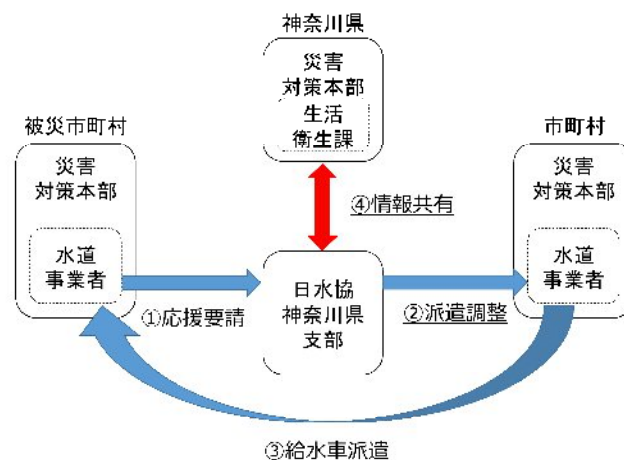 神奈川県
災害
対策本部
生活
衛生課
被災市町村
災害
対策本部
水道
事業者
市町村
災害
対策本部
水道
事業者
④情報共有
日水協
神奈川県
支部
①応援要請
②派遣調整
③給水車派遣